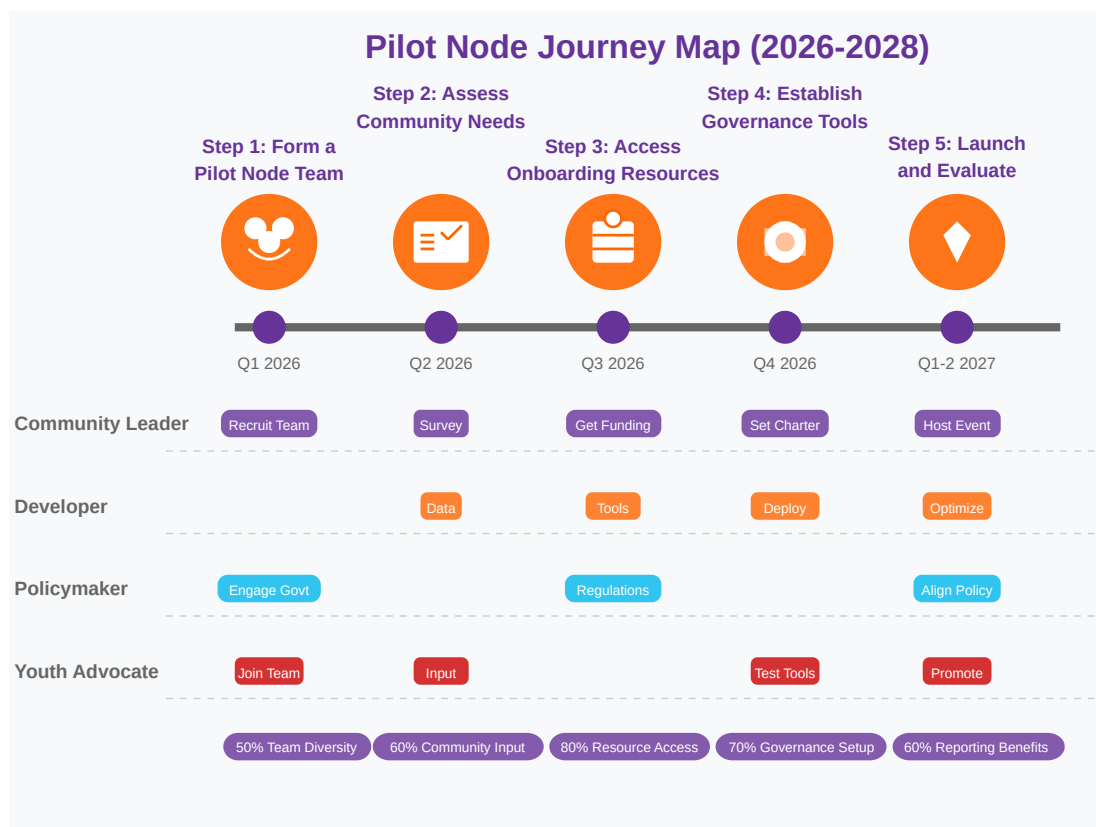 Pilot Node Journey Map (2026-2028)
Step 1: Form a
Pilot Node Team
Step 2: Assess
Community Needs
Step 3: Access
Onboarding Resources
Step 4: Establish
Governance Tools
Step 5: Launch
and Evaluate
Q1 2026
Q2 2026
Q3 2026
Q4 2026
Q1-2 2027
Community Leader
Recruit Team
Survey
Get Funding
Set Charter
Host Event
Developer
Data
Tools
Deploy
Optimize
Policymaker
Engage Govt
Regulations
Align Policy
Youth Advocate
Join Team
Input
Test Tools
Promote
50% Team Diversity
60% Community Input
80% Resource Access
70% Governance Setup
60% Reporting Benefits